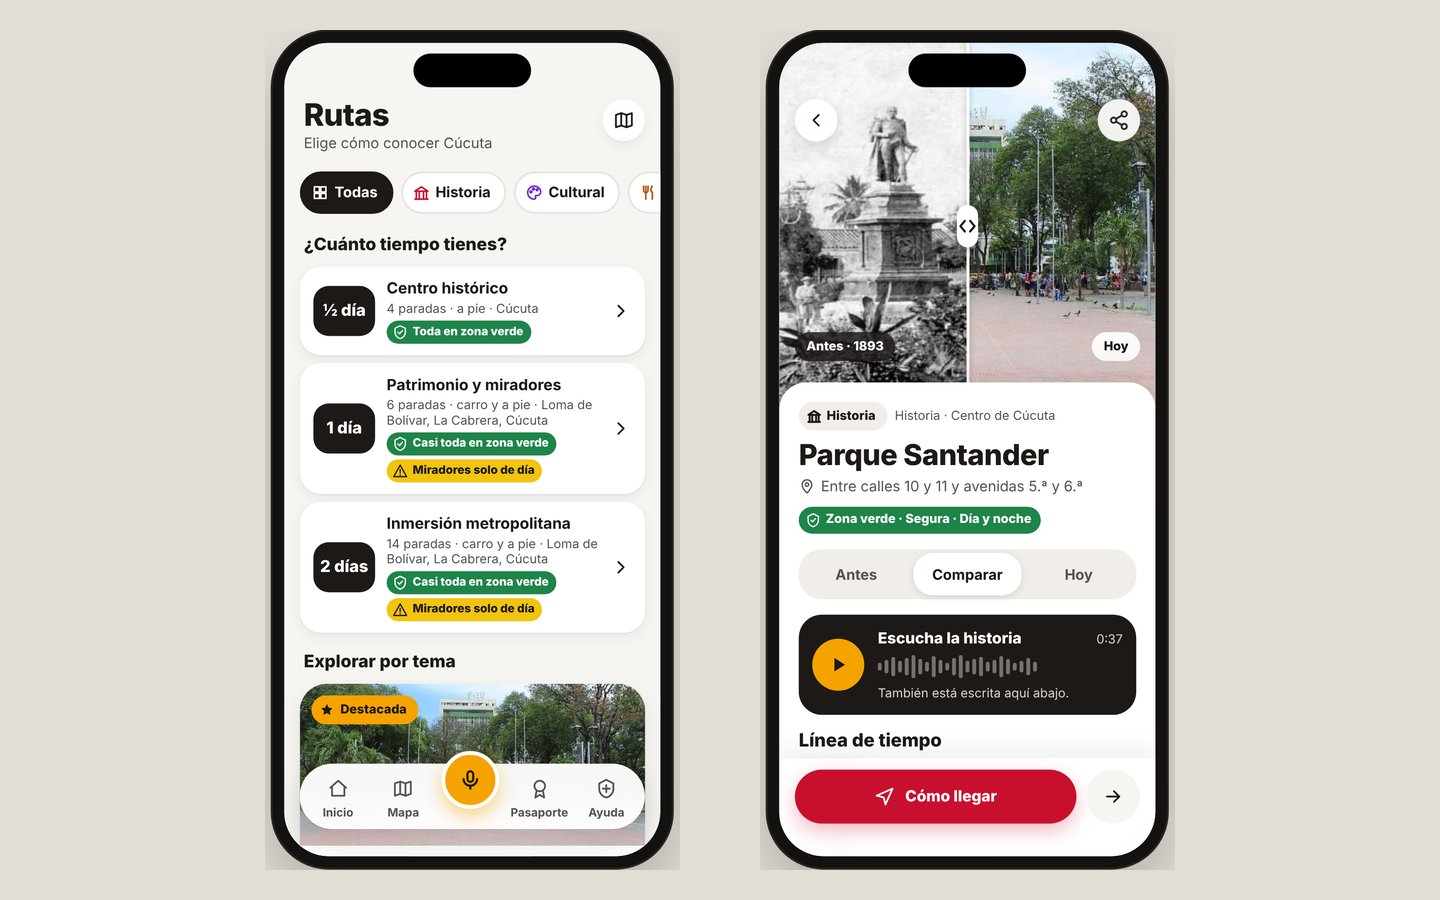 Rutas
Elige cómo conocer Cúcuta
Todas
Historia
Cultural
¿Cuánto tiempo tienes?
½ día
Centro histórico
4 paradas · a pie · Cúcuta
Toda en zona verde
1 día
Patrimonio y miradores
6 paradas · carro y a pie · Loma de
Bolívar, La Cabrera, Cúcuta
Casi toda en zona verde
Miradores solo de día
2 días
Inmersión metropolitana
14 paradas · carro y a pie · Loma de
Bolívar, La Cabrera, Cúcuta
Casi toda en zona verde
Miradores solo de día
Explorar por tema
Destacada
Inicio
Mapa
Pasaporte
Ayuda
Antes · 1893
Hoy
Historia
Historia · Centro de Cúcuta
Parque Santander
Entre calles 10 y 11 y avenidas 5.ª y 6.ª
Zona verde · Segura · Día y noche
Antes
Comparar
Hoy
Escucha la historia
0:37
También está escrita aquí abajo.
Línea de tiempo
Cómo llegar